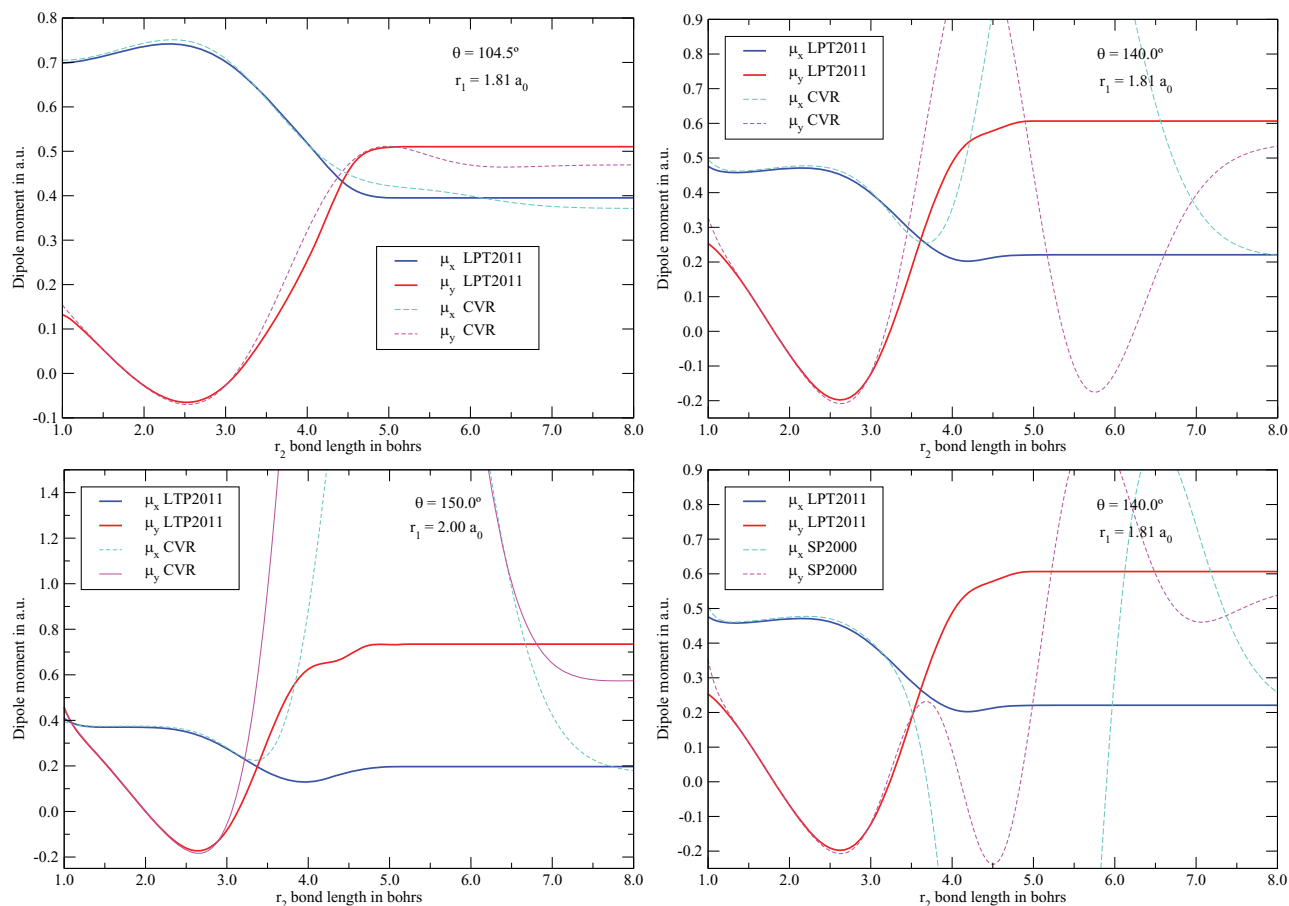 0.8
0.7
0.6
0.5
0.4
0.3
0.2
0.1
0.0
-0.1
Dipole moment in a.u.
θ = 104.5º
r1 = 1.81 a0
μx LPT2011
μy LPT2011
μx CVR
μy CVR
1.0 2.0 3.0 4.0 5.0 6.0 7.0 8.0
r2 bond length in bohrs
0.9
0.8
0.7
0.6
0.5
0.4
0.3
0.2
0.1
0.0
-0.1
-0.2
Dipole moment in a.u.
μx LPT2011
μy LPT2011
μx CVR
μy CVR
θ = 140.0º
r1 = 1.81 a0
1.0 2.0 3.0 4.0 5.0 6.0 7.0 8.0
r2 bond length in bohrs
1.4
1.2
1.0
0.8
0.6
0.4
0.2
0.0
-0.2
Dipole moment in a.u.
μx LTP2011
μy LTP2011
μx CVR
μy CVR
θ = 150.0º
r1 = 2.00 a0
1.0 2.0 3.0 4.0 5.0 6.0 7.0 8.0
r2 bond length in bohrs
0.9
0.8
0.7
0.6
0.5
0.4
0.3
0.2
0.1
0.0
-0.1
-0.2
Dipole moment in a.u.
μx LPT2011
μy LPT2011
μx SP2000
μy SP2000
θ = 140.0º
r1 = 1.81 a0
1.0 2.0 3.0 4.0 5.0 6.0 7.0 8.0
r2 bond length in bohrs